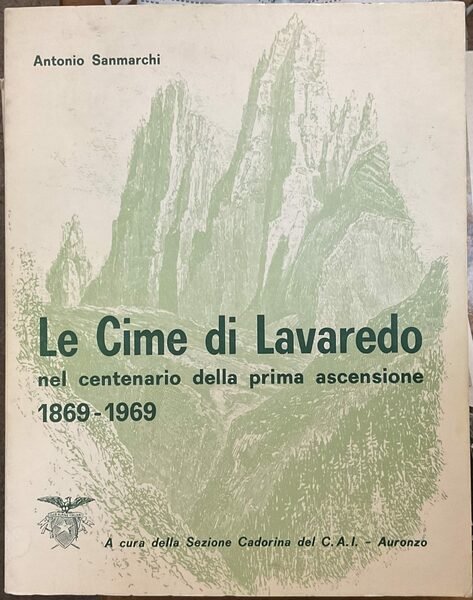 Antonio Sanmarchi
Le Cime di Lavaredo
nel centenario della prima ascensione
1869-1969
A cura della Sezione Cadorina del C.A.I. - Auronzo